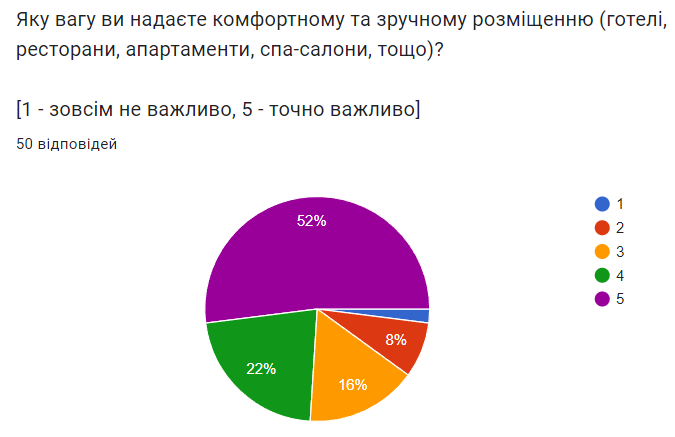 Яку вагу ви надаєте комфортному та зручному розміщенню (готелі,
ресторани, апартаменти, спа-салони, тощо)?
[1 - зовсім не важливо, 5 - точно важливо]
50 відповідей
52%
8%
22%
16%
1
2
3
4
5